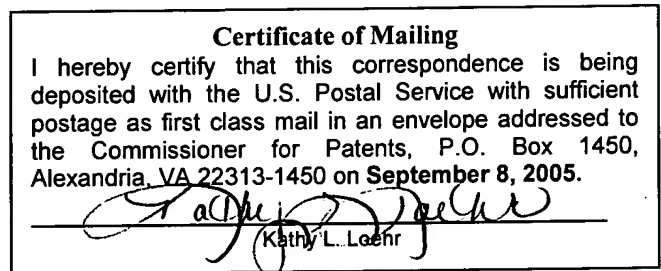 Certificate of Mailing
I hereby certify that this correspondence is being
deposited with the U.S. Postal Service with sufficient
postage as first class mail in an envelope addressed to
the Commissioner for Patents, P.O. Box 1450,
Alexandria, VA 22313-1450 on September 8, 2005.
Kathy L. Loehr